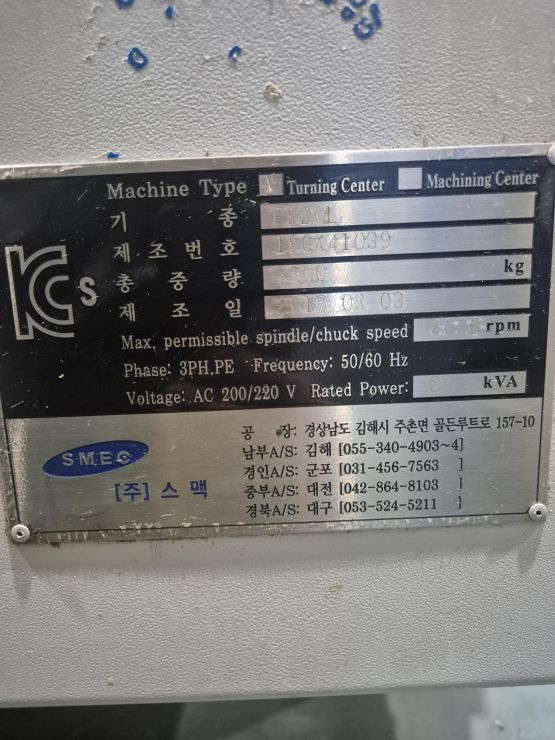 Machine Type V Turning Center Machining Center
기 종
제 조 번 호
총 중 량 kg
제 조 일
Max. permissible spindle/chuck speed rpm
Phase: 3PH.PE Frequency: 50/60 Hz
Voltage: AC 200/220 V Rated Power: kVA
KCs
공 장: 경상남도 김해시 주촌면 골든루트로 157-10
남부A/S: 김해 [055-340-4903~4]
경인A/S: 군포 [031-456-7563 ]
중부A/S: 대전 [042-864-8103 ]
경북A/S: 대구 [053-524-5211 ]
SMEC
[주] 스 맥